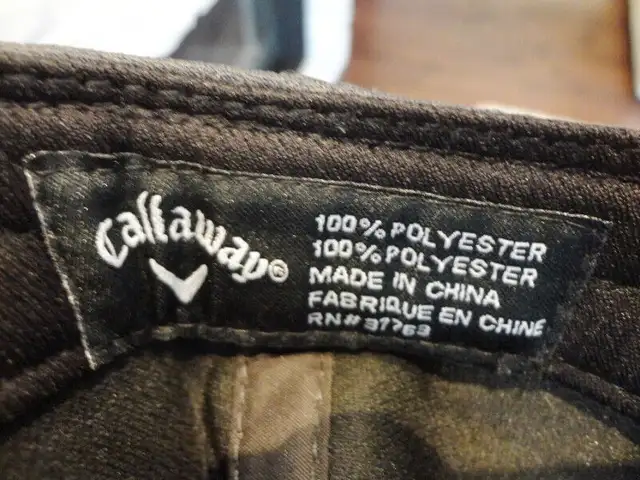 Callaway®
100% POLYESTER
100% POLYESTER
MADE IN CHINA
FABRIQUE EN CHINE
RN# 37763